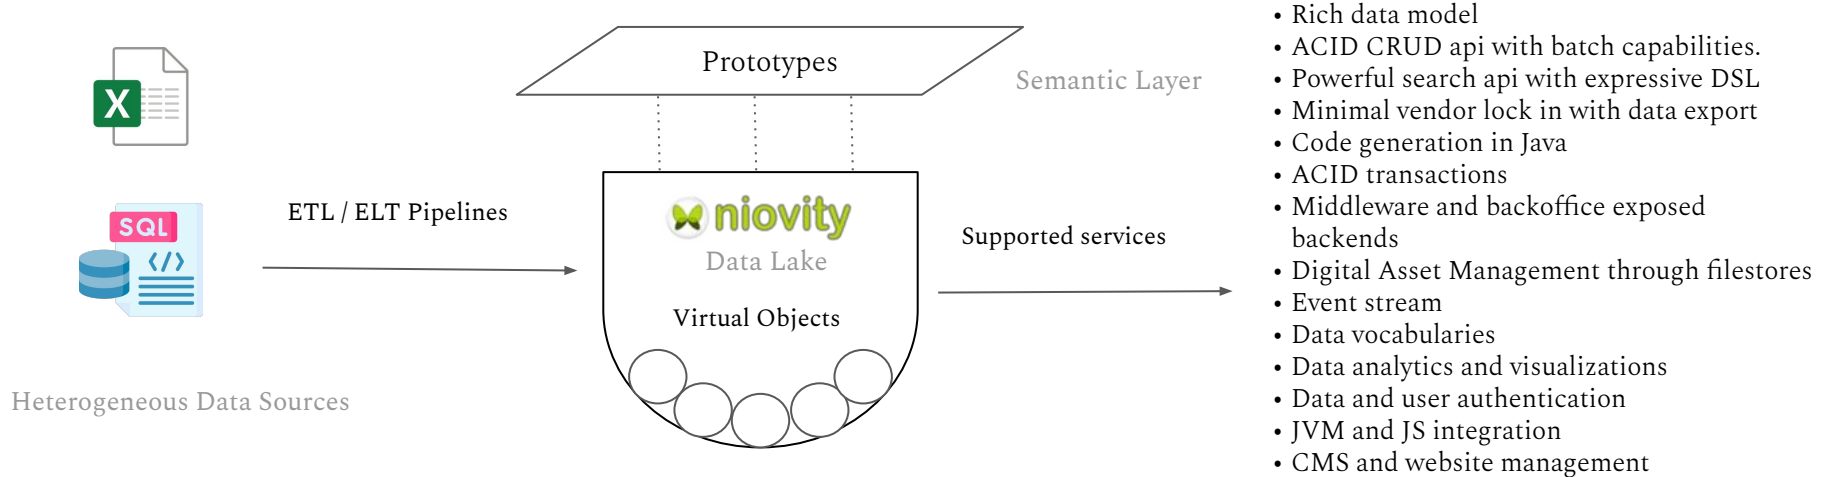 X
SQL
</>
Heterogeneous Data Sources
ETL / ELT Pipelines
Prototypes
Semantic Layer
niovity
Data Lake
Virtual Objects
Supported services
• Rich data model
• ACID CRUD api with batch capabilities.
• Powerful search api with expressive DSL
• Minimal vendor lock in with data export
• Code generation in Java
• ACID transactions
• Middleware and backoffice exposed
backends
• Digital Asset Management through filestores
• Event stream
• Data vocabularies
• Data analytics and visualizations
• Data and user authentication
• JVM and JS integration
• CMS and website management